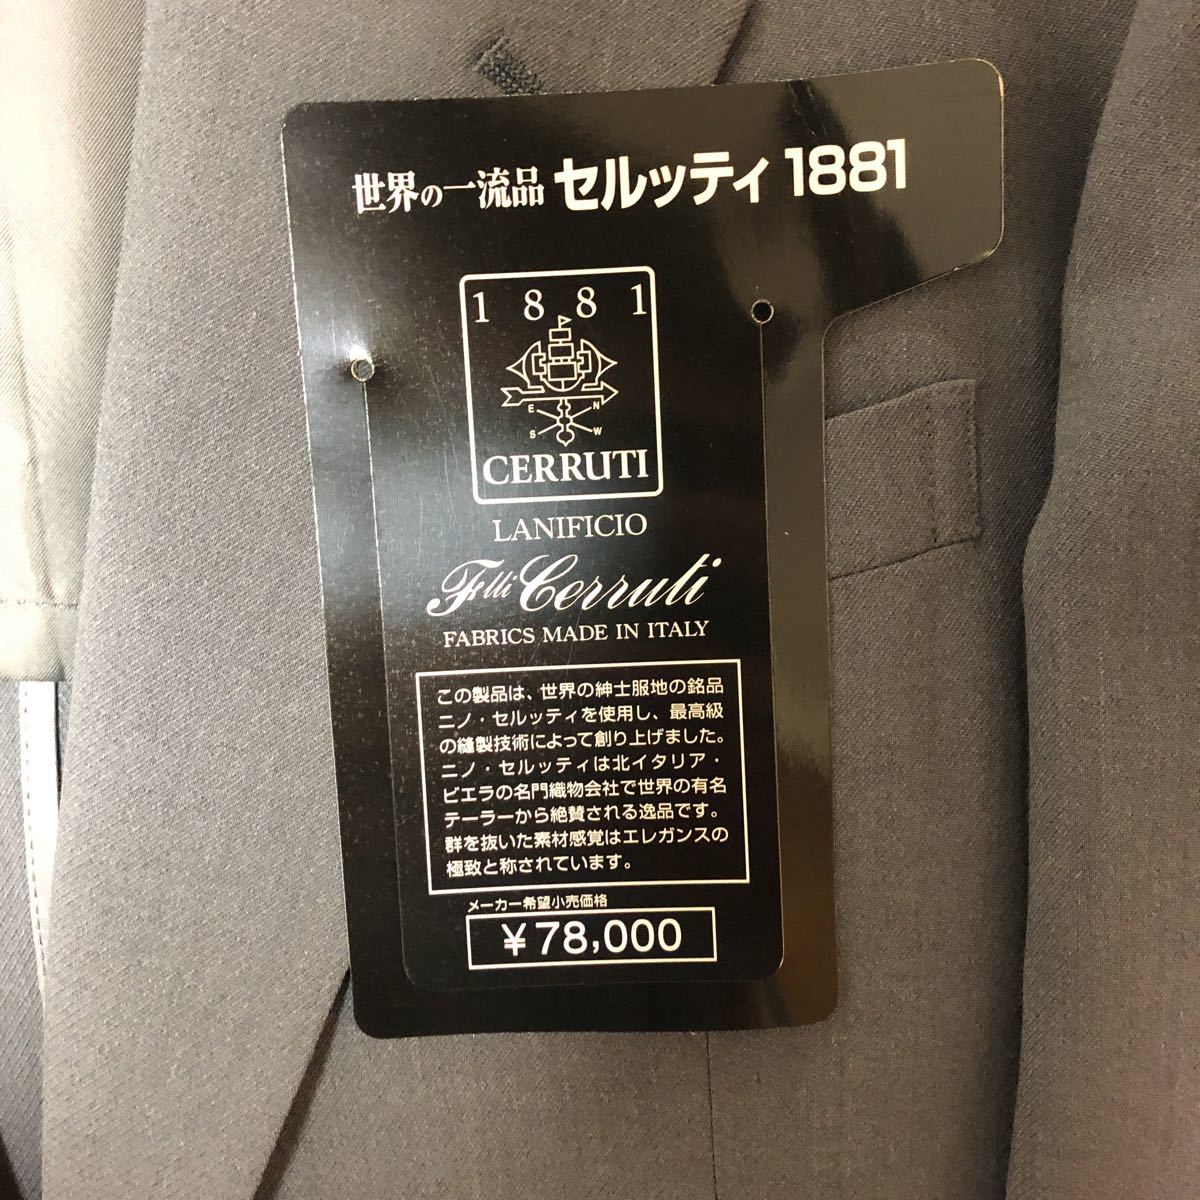 世界の一流品 セルッティ 1881
1881
E N
S W
CERRUTI
LANIFICIO
Flli Cerruti
FABRICS MADE IN ITALY
この製品は、世界の紳士服地の銘品
ニノ・セルッティを使用し、最高級
の縫製技術によって創り上げました。
ニノ・セルッティは北イタリア・
ビエラの名門織物会社で世界の有名
テーラーから絶賛される逸品です。
群を抜いた素材感覚はエレガンスの
極致と称されています。
メーカー希望小売価格
￥78,000